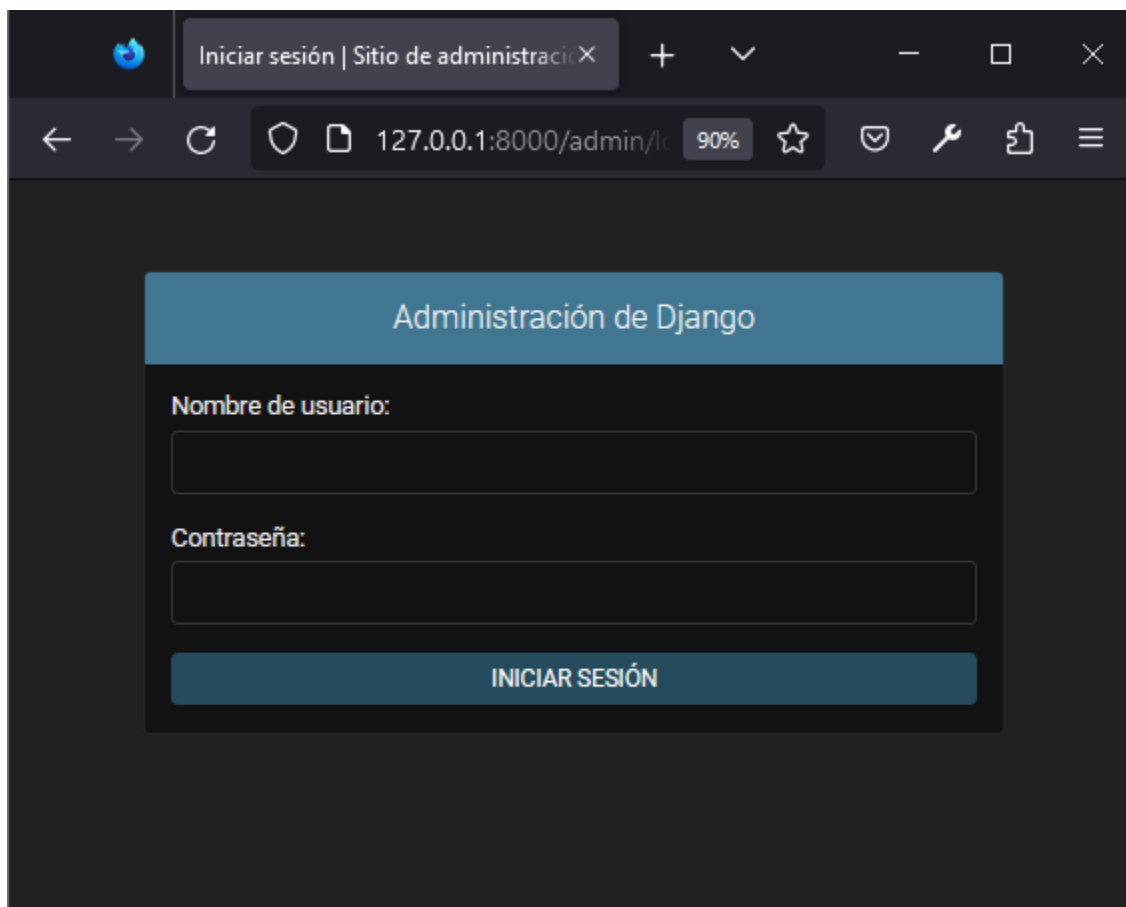 Iniciar sesión | Sitio de administració
127.0.0.1:8000/admin/l
90%
Administración de Django
Nombre de usuario:
Contraseña:
INICIAR SESIÓN